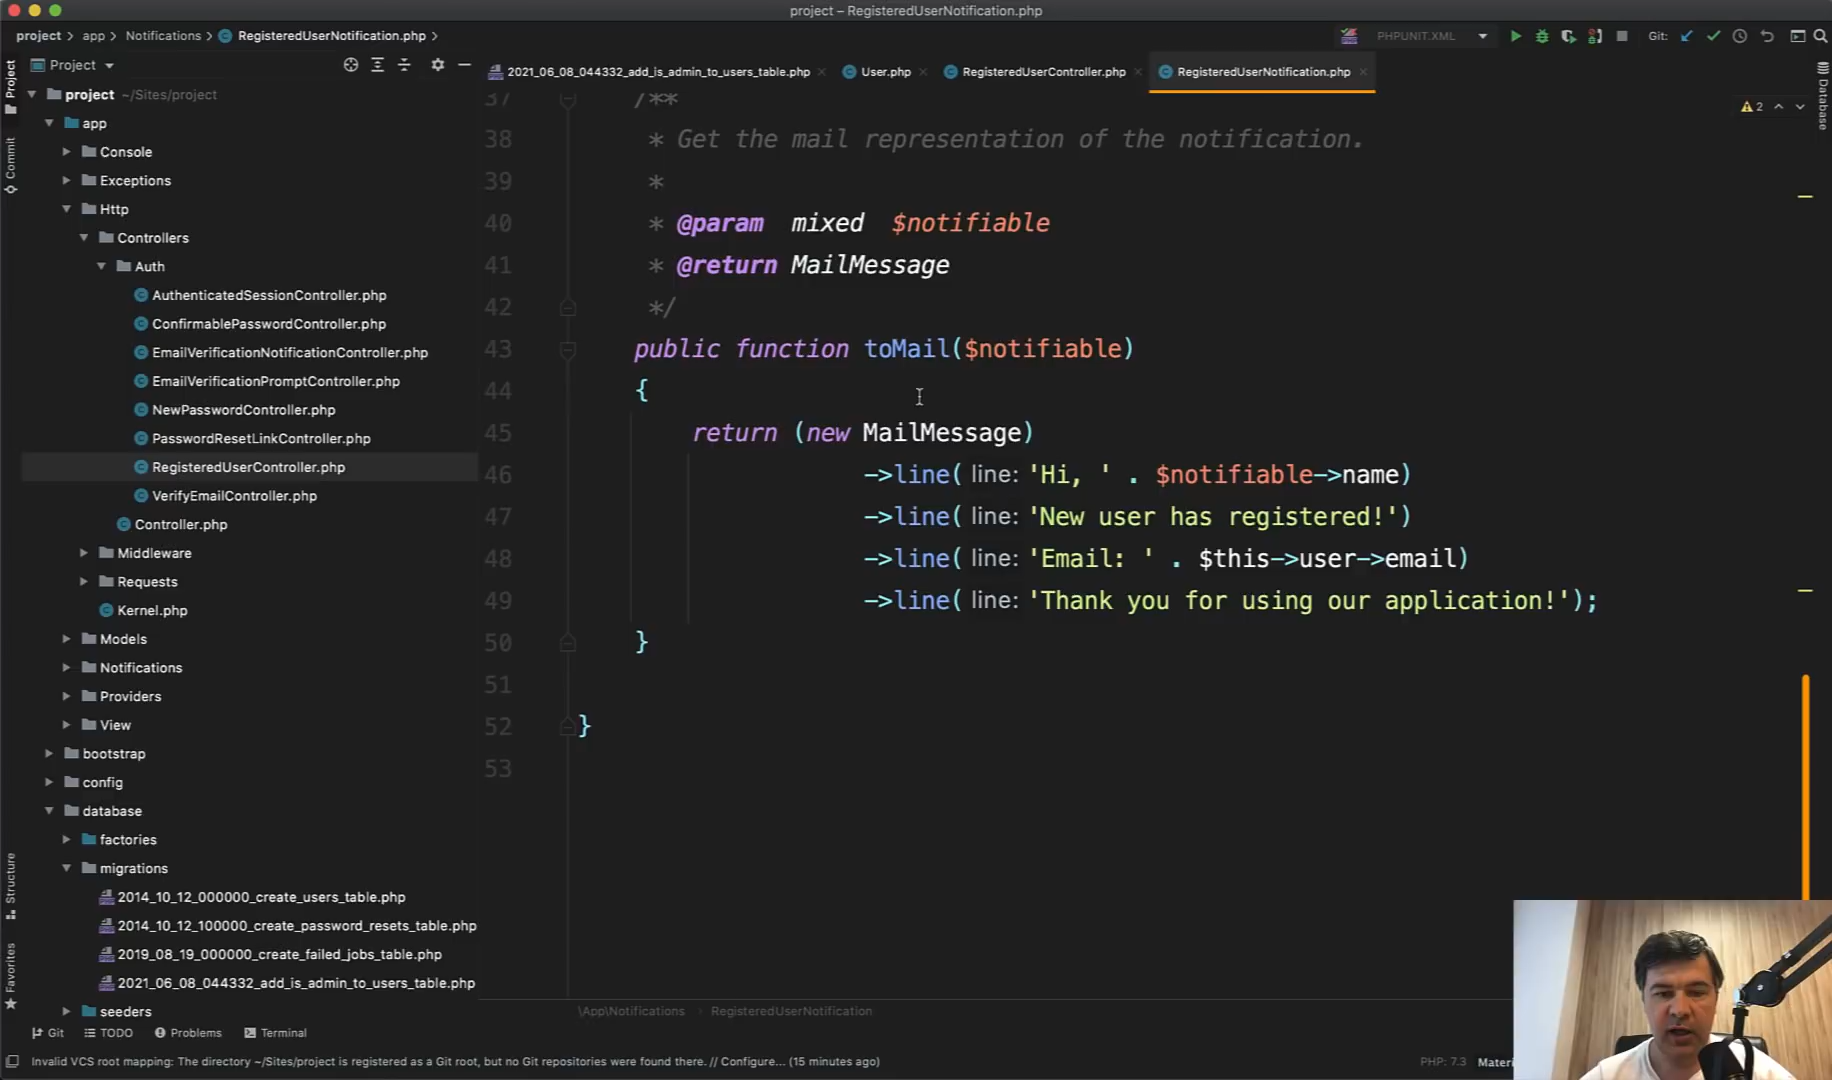 project – RegisteredUserNotification.php
project > app > Notifications > RegisteredUserNotification.php >
PHPUNIT.XML
Git:
Project
2021_06_08_044332_add_is_admin_to_users_table.php
User.php
RegisteredUserController.php
RegisteredUserNotification.php
Project
Commit
Structure
Favorites
Database
2
project ~/Sites/project
app
Console
Exceptions
Http
Controllers
Auth
AuthenticatedSessionController.php
ConfirmablePasswordController.php
EmailVerificationNotificationController.php
EmailVerificationPromptController.php
NewPasswordController.php
PasswordResetLinkController.php
RegisteredUserController.php
VerifyEmailController.php
Controller.php
Middleware
Requests
Kernel.php
Models
Notifications
Providers
View
bootstrap
config
database
factories
migrations
2014_10_12_000000_create_users_table.php
2014_10_12_100000_create_password_resets_table.php
2019_08_19_000000_create_failed_jobs_table.php
2021_06_08_044332_add_is_admin_to_users_table.php
seeders
37 /**
38 * Get the mail representation of the notification.
39 *
40 * @param mixed $notifiable
41 * @return MailMessage
42 */
43 public function toMail($notifiable)
44 {
45 return (new MailMessage)
46 ->line( line: 'Hi, ' . $notifiable->name)
47 ->line( line: 'New user has registered!')
48 ->line( line: 'Email: ' . $this->user->email)
49 ->line( line: 'Thank you for using our application!');
50 }
51
52 }
53
\App\Notifications > RegisteredUserNotification
Git
TODO
Problems
Terminal
Invalid VCS root mapping: The directory ~/Sites/project is registered as a Git root, but no Git repositories were found there. // Configure... (15 minutes ago)
PHP: 7.3